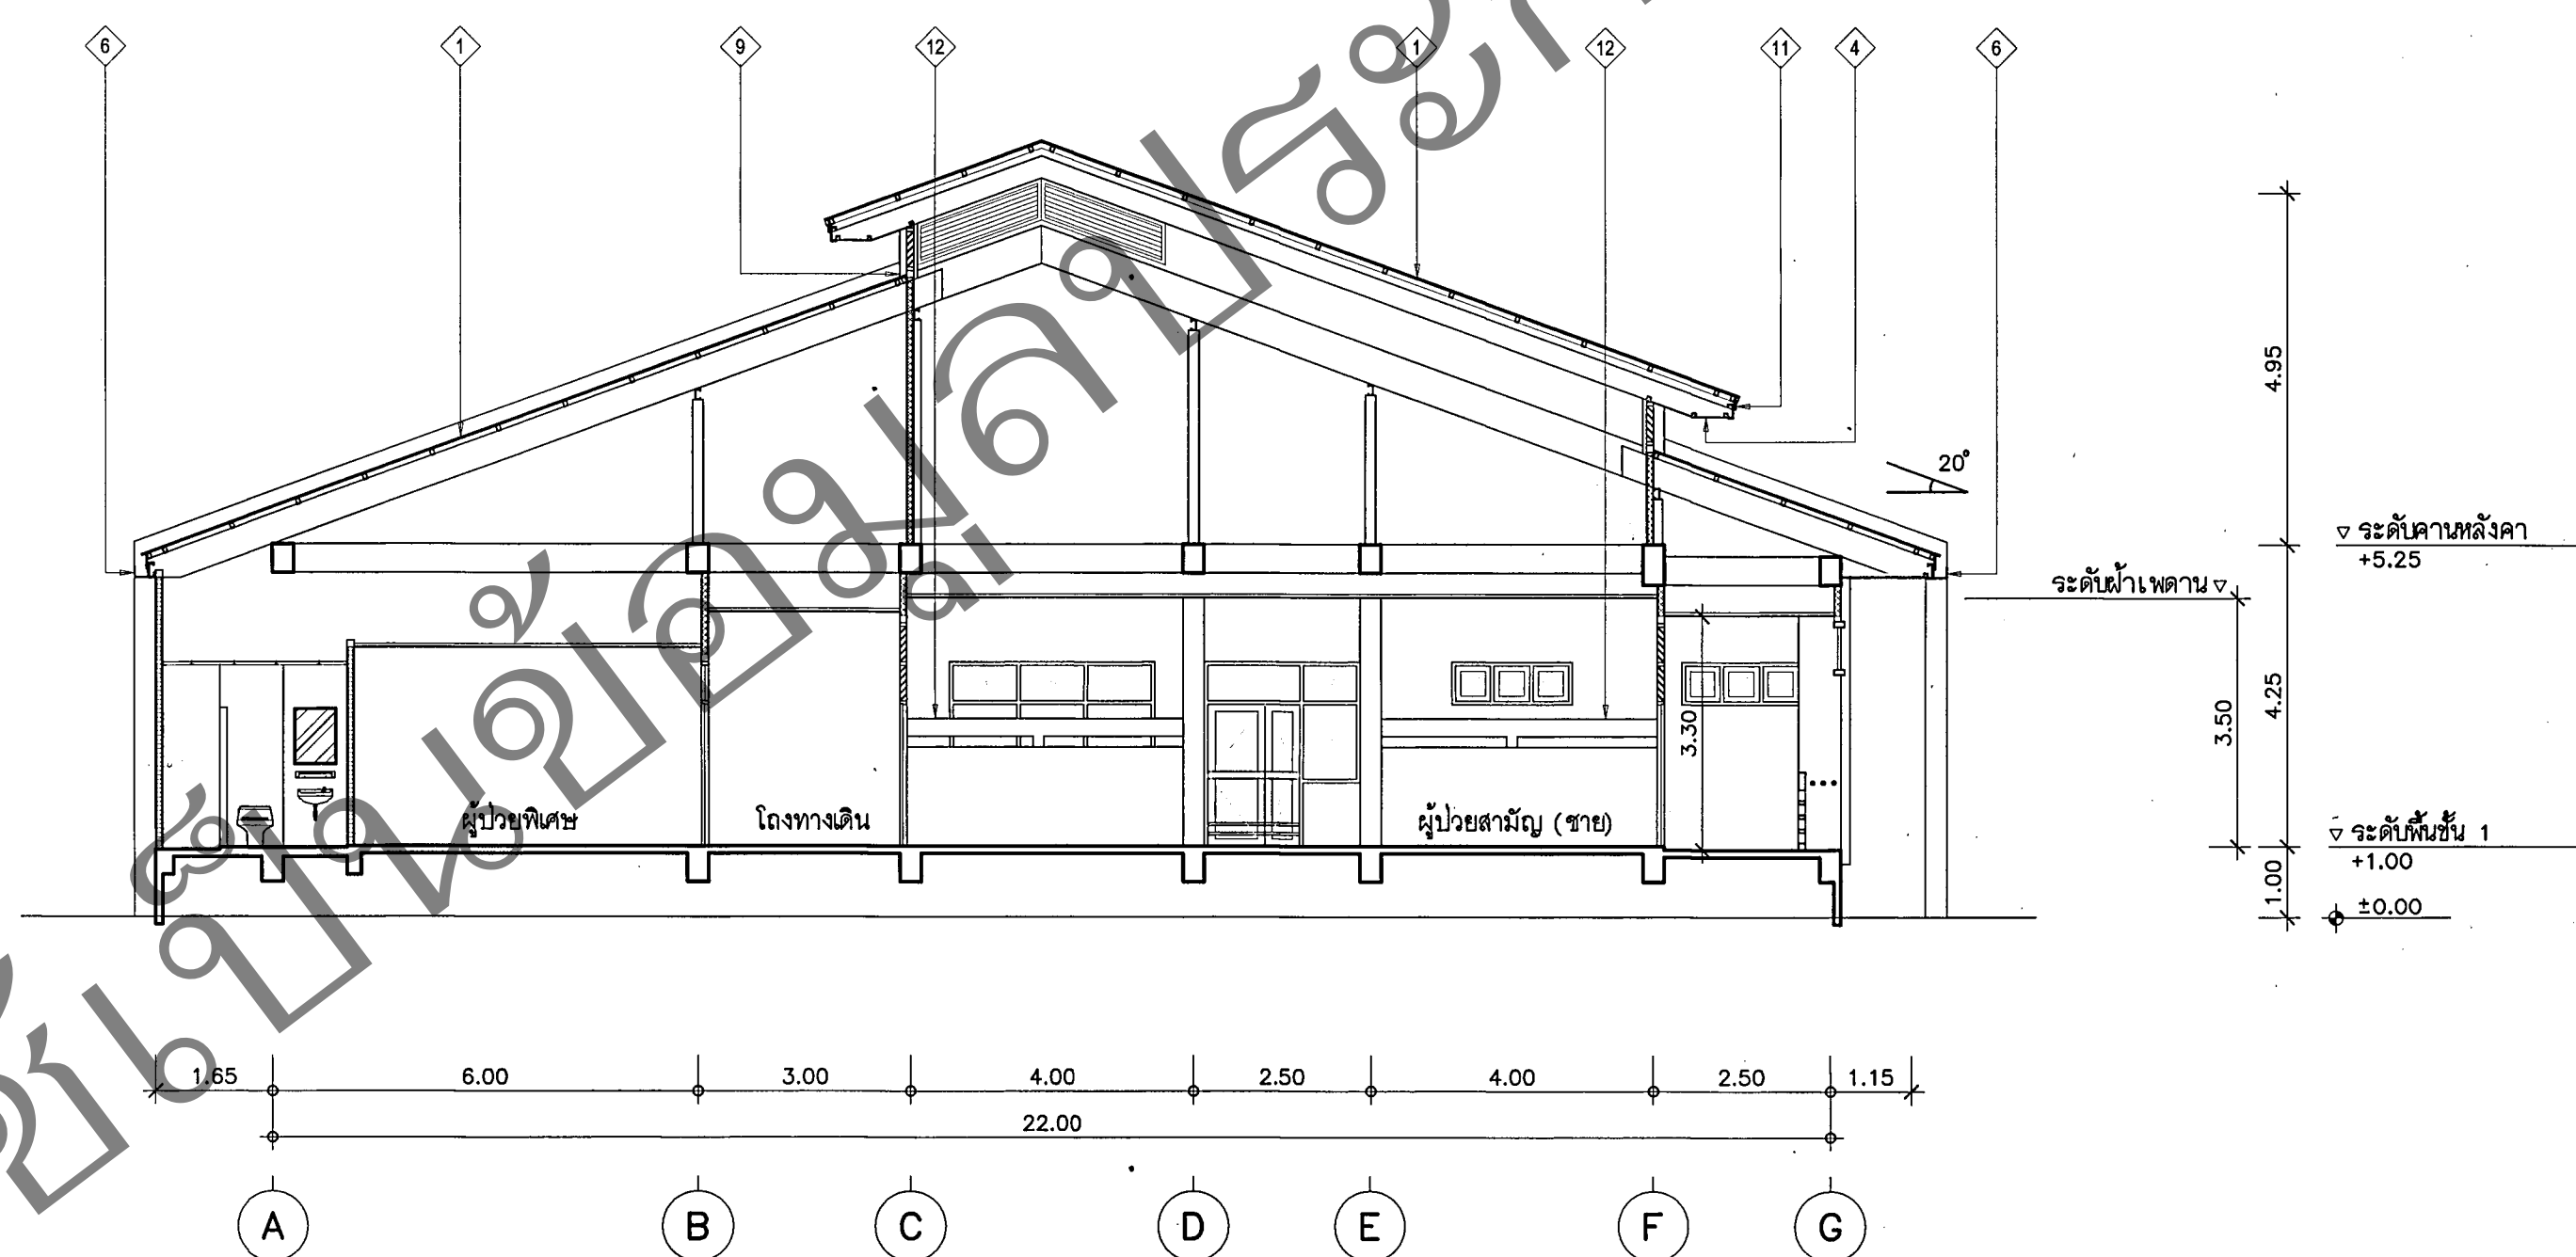 6 1 9 12 1 12 11 4 6
20°
4.95
▽ ระดับคานหลังคา
+5.25
ระดับฝ้าเพดาน ▽
4.25
3.50
3.30
ผู้ป่วยพิเศษ โถงทางเดิน ผู้ป่วยสามัญ (ชาย)
▽ ระดับพื้นชั้น 1
+1.00
1.00
±0.00
1.65 6.00 3.00 4.00 2.50 4.00 2.50 1.15
22.00
A B C D E F G